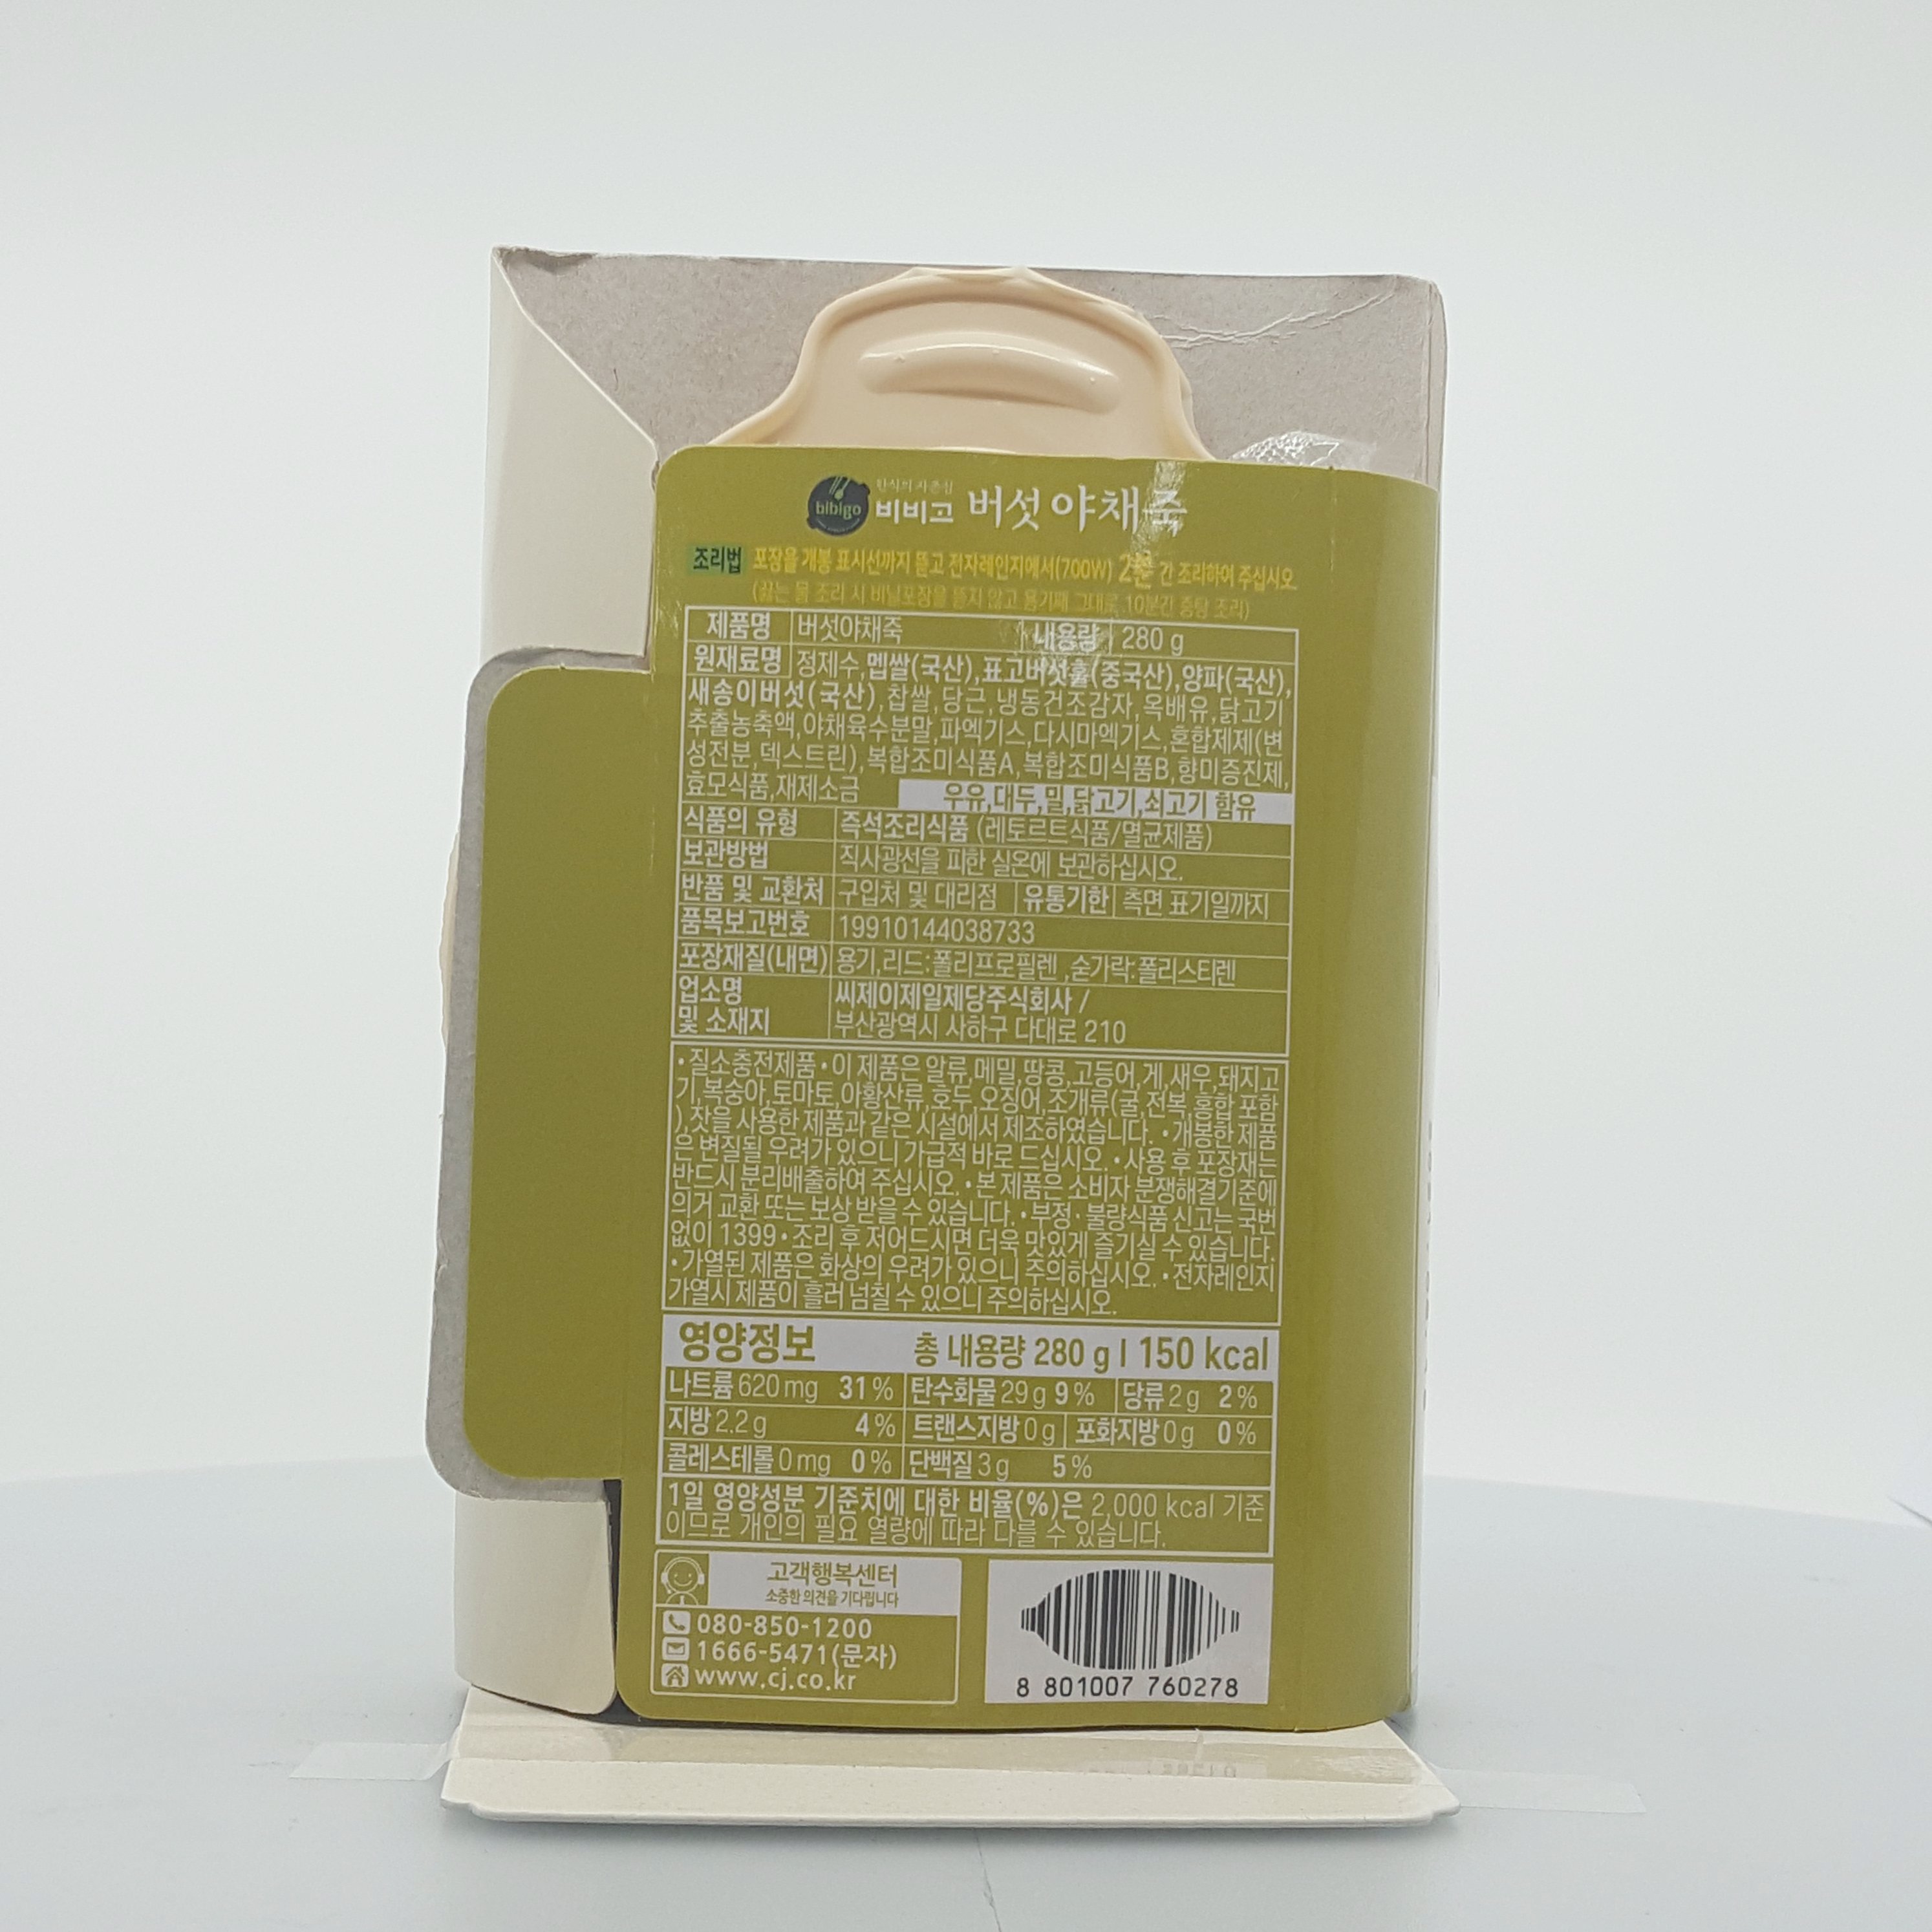 bibigo 한식의 자존심
비비고 버섯야채죽
조리법 포장을 개봉 표시선까지 뜯고 전자레인지에서(700W) 2분 간 조리하여 주십시오
(끓는 물 조리 시 비닐포장을 뜯지 않고 용기째 그대로 10분간 중탕 조리)
제품명 버섯야채죽 내용량 280 g
원재료명 정제수,멥쌀(국산),표고버섯홀(중국산),양파(국산),
새송이버섯(국산),찹쌀,당근,냉동건조감자,옥배유,닭고기
추출농축액,야채육수분말,파엑기스,다시마엑기스,혼합제제(변
성전분,덱스트린),복합조미식품A,복합조미식품B,향미증진제,
효모식품,재제소금 우유,대두,밀,닭고기,쇠고기 함유
식품의 유형 즉석조리식품 (레토르트식품/멸균제품)
보관방법 직사광선을 피한 실온에 보관하십시오.
반품 및 교환처 구입처 및 대리점 유통기한 측면 표기일까지
품목보고번호 19910144038733
포장재질(내면) 용기,리드:폴리프로필렌 ,숟가락:폴리스티렌
업소명 씨제이제일제당주식회사 /
및 소재지 부산광역시 사하구 다대로 210
•질소충전제품•이 제품은 알류,메밀,땅콩,고등어,게,새우,돼지고
기,복숭아,토마토,아황산류,호두,오징어,조개류(굴,전복,홍합 포함
),잣을 사용한 제품과 같은 시설에서 제조하였습니다. •개봉한 제품
은 변질될 우려가 있으니 가급적 바로 드십시오.•사용 후 포장재는
반드시 분리배출하여 주십시오.•본 제품은 소비자 분쟁해결기준에
의거 교환 또는 보상 받을 수 있습니다.•부정·불량식품 신고는 국번
없이 1399•조리 후 저어드시면 더욱 맛있게 즐기실 수 있습니다.
•가열된 제품은 화상의 우려가 있으니 주의하십시오.•전자레인지
가열시 제품이 흘러 넘칠 수 있으니 주의하십시오.
영양정보 총 내용량 280 g l 150 kcal
나트륨 620 mg 31 % 탄수화물 29 g 9 % 당류 2 g 2 %
지방 2.2 g 4 % 트랜스지방 0 g 포화지방 0 g 0 %
콜레스테롤 0 mg 0 % 단백질 3 g 5 %
1일 영양성분 기준치에 대한 비율(%)은 2,000 kcal 기준
이므로 개인의 필요 열량에 따라 다를 수 있습니다.
고객행복센터
소중한 의견을 기다립니다
080-850-1200
1666-5471(문자)
www.cj.co.kr
8 801007 760278